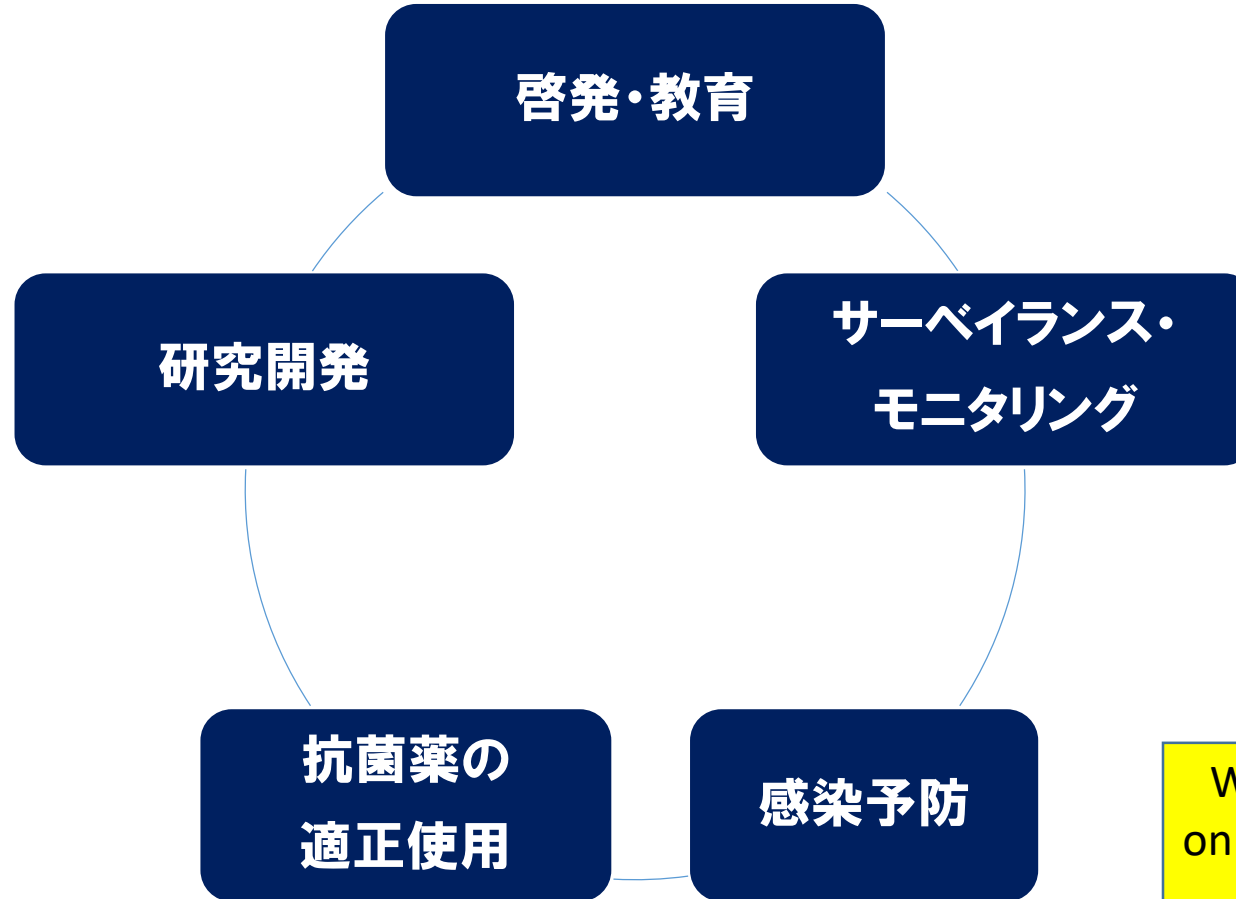 啓発・教育
サーベイランス・
モニタリング
研究開発
抗菌薬の
適正使用
感染予防
on